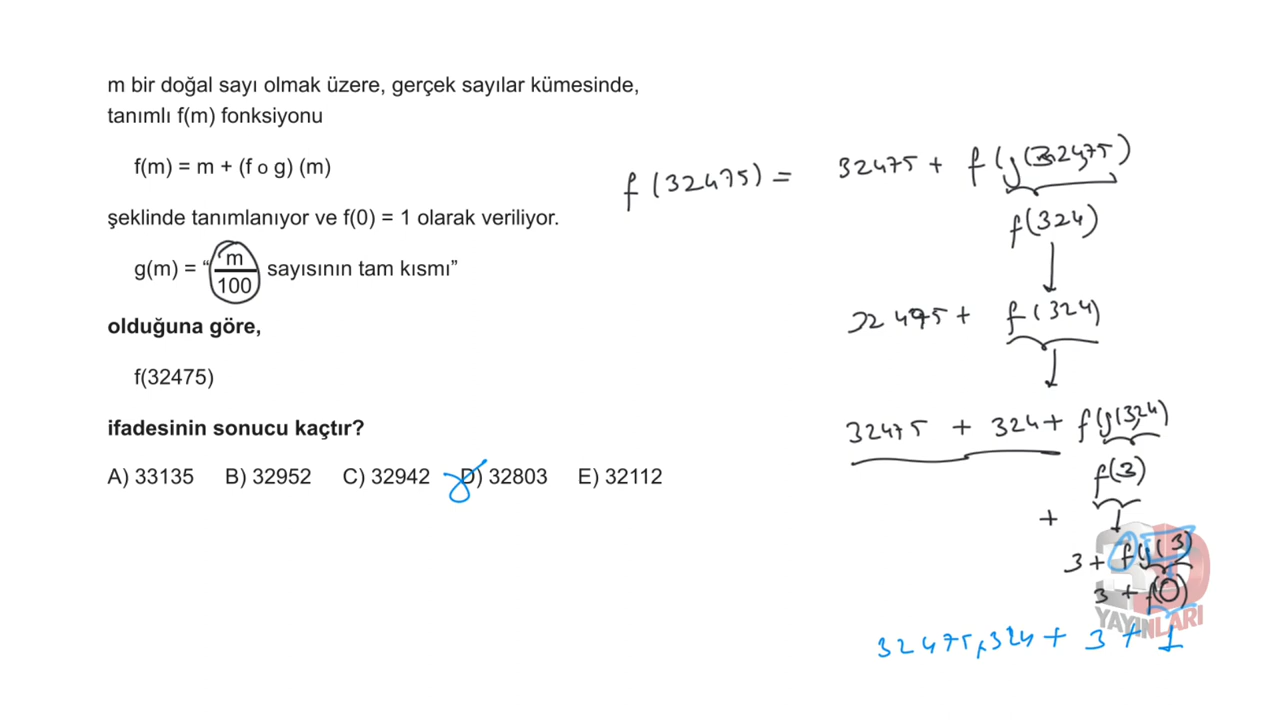 m bir doğal sayı olmak üzere, gerçek sayılar kümesinde,
tanımlı f(m) fonksiyonu
f(m) = m + (f o g) (m)
şeklinde tanımlanıyor ve f(0) = 1 olarak veriliyor.
g(m) = “m/100 sayısının tam kısmı”
olduğuna göre,
f(32475)
ifadesinin sonucu kaçtır?
A) 33135 B) 32952 C) 32942 D) 32803 E) 32112
f(32475) = 32475 + f(g(32475)
f(324)
32475 + f(324)
32475 + 324 + f(g(324)
f(3)
+
3 + f(g(3)
3 + f(0)
32475+324 + 3 + 1
3D
YAYINLARI